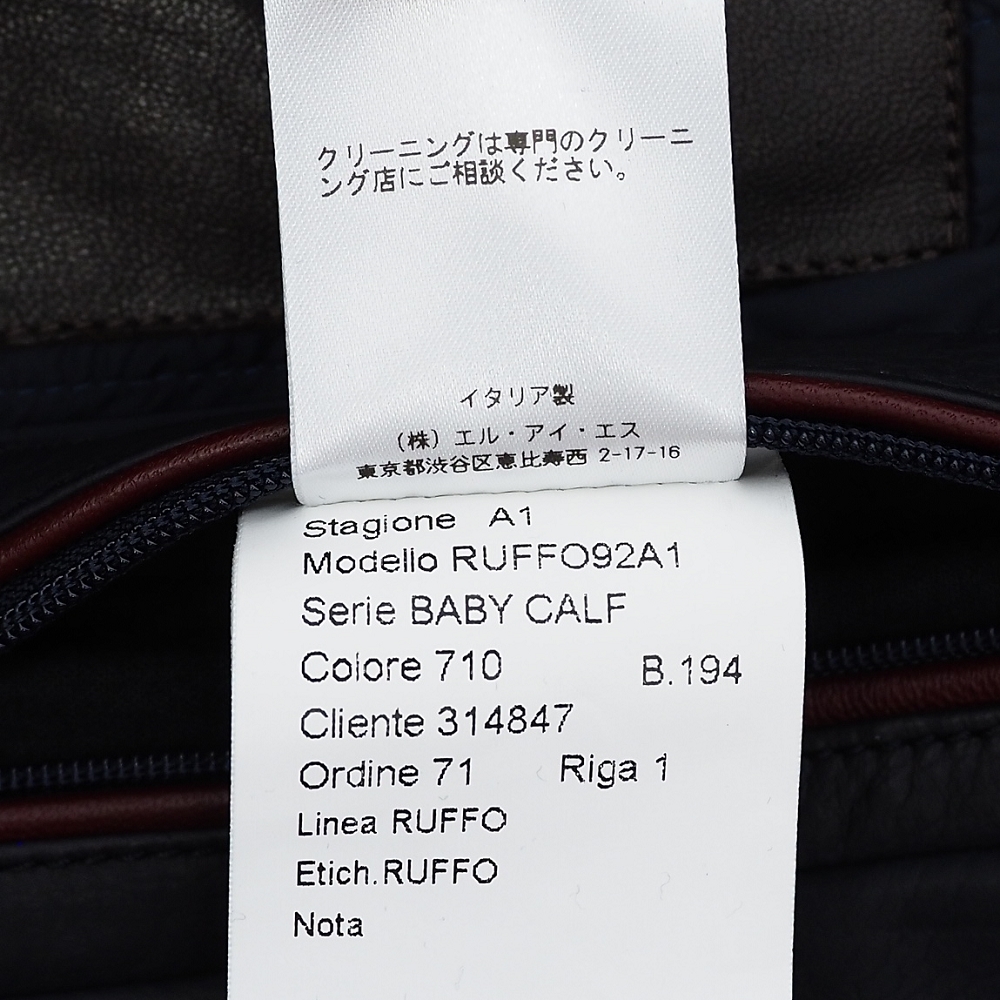 クリーニングは専門のクリーニ
ング店にご相談ください。
イタリア製
(株) エル・アイ・エス
東京都渋谷区恵比寿西 2-17-16
Stagione A1
Modello RUFFO92A1
Serie BABY CALF
Colore 710 B.194
Cliente 314847
Ordine 71 Riga 1
Linea RUFFO
Etich.RUFFO
Nota